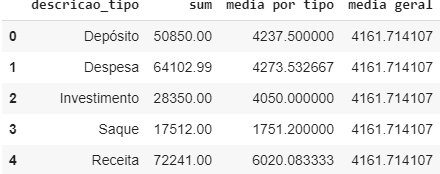 descricao_tipo sum media por tipo media geral
0 Depósito 50850.00 4237.500000 4161.714107
1 Despesa 64102.99 4273.532667 4161.714107
2 Investimento 28350.00 4050.000000 4161.714107
3 Saque 17512.00 1751.200000 4161.714107
4 Receita 72241.00 6020.083333 4161.714107